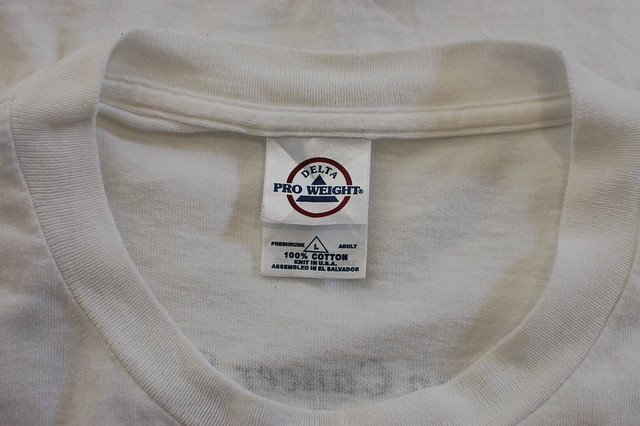 DELTA
PRO WEIGHT®
PRESHRUNK L ADULT
100% COTTON
KNIT IN U.S.A.
ASSEMBLED IN EL SALVADOR